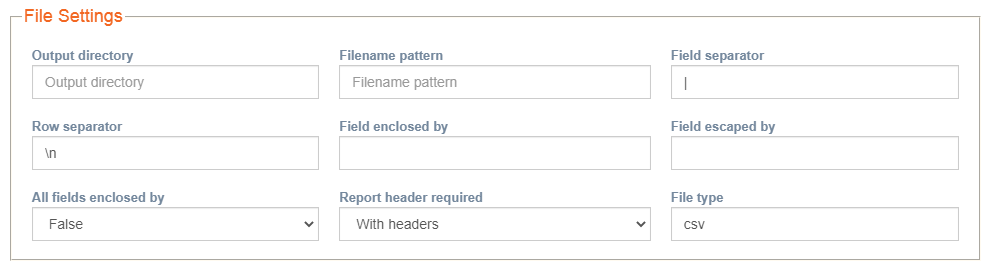 File Settings
Output directory Filename pattern Field separator
Output directory Filename pattern |
Row separator Field enclosed by Field escaped by
\n
All fields enclosed by Report header required File type
False With headers csv